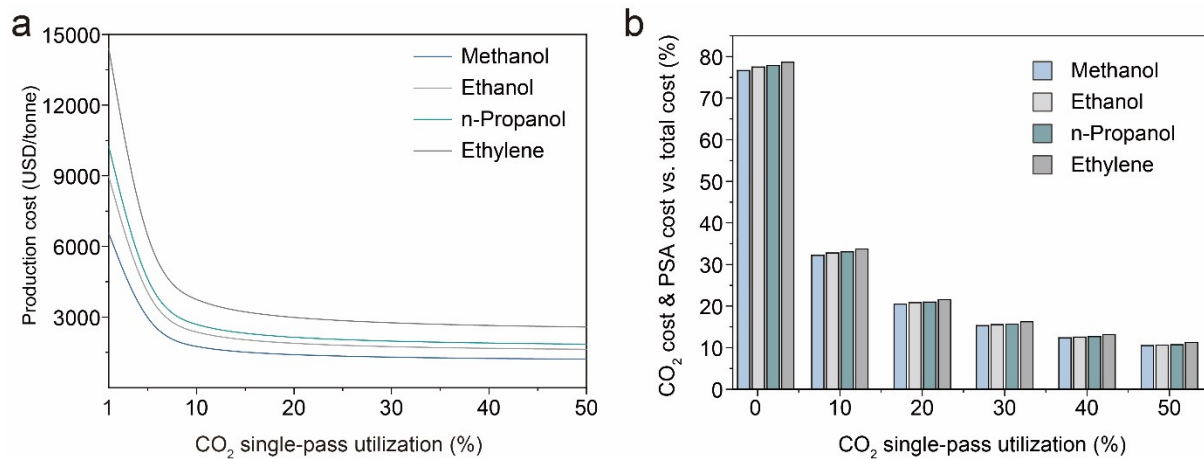 a
15000
12000
9000
6000
3000
Production cost (USD/tonne)
Methanol
Ethanol
n-Propanol
Ethylene
1
10
20
30
40
50
CO₂ single-pass utilization (%)
b
80
70
60
50
40
30
20
10
0
CO₂ cost & PSA cost vs. total cost (%)
Methanol
Ethanol
n-Propanol
Ethylene
0
10
20
30
40
50
CO₂ single-pass utilization (%)